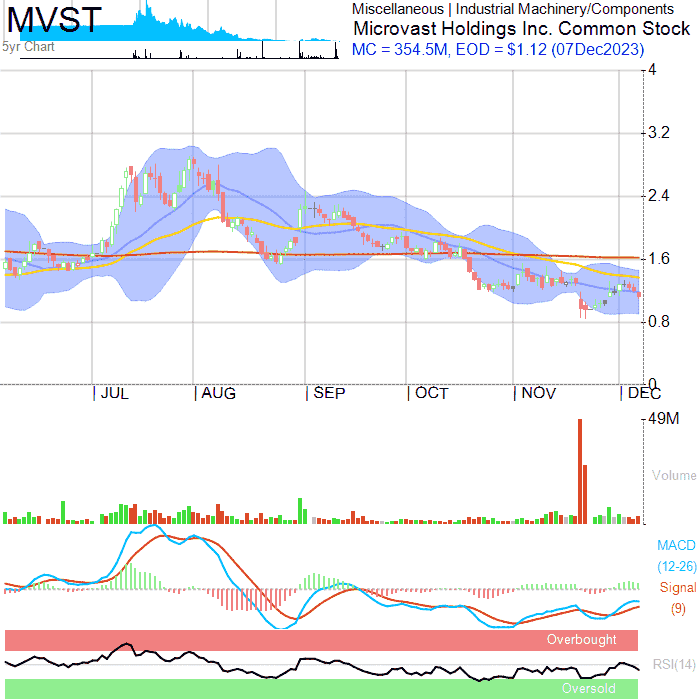 MVST
5yr Chart
Miscellaneous | Industrial Machinery/Components
Microvast Holdings Inc. Common Stock
MC = 354.5M, EOD = $1.12 (07Dec2023)
4
3.2
2.4
1.6
0.8
0
JUL AUG SEP OCT NOV DEC
49M
Volume
MACD
(12-26)
Signal
(9)
Overbought
RSI(14)
Oversold